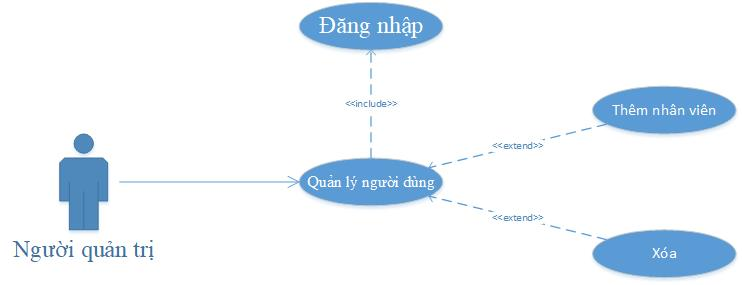 Đăng nhập
<<include>>
Thêm nhân viên
<<extend>>
Quản lý người dùng
<<extend>>
Người quản trị
Xóa